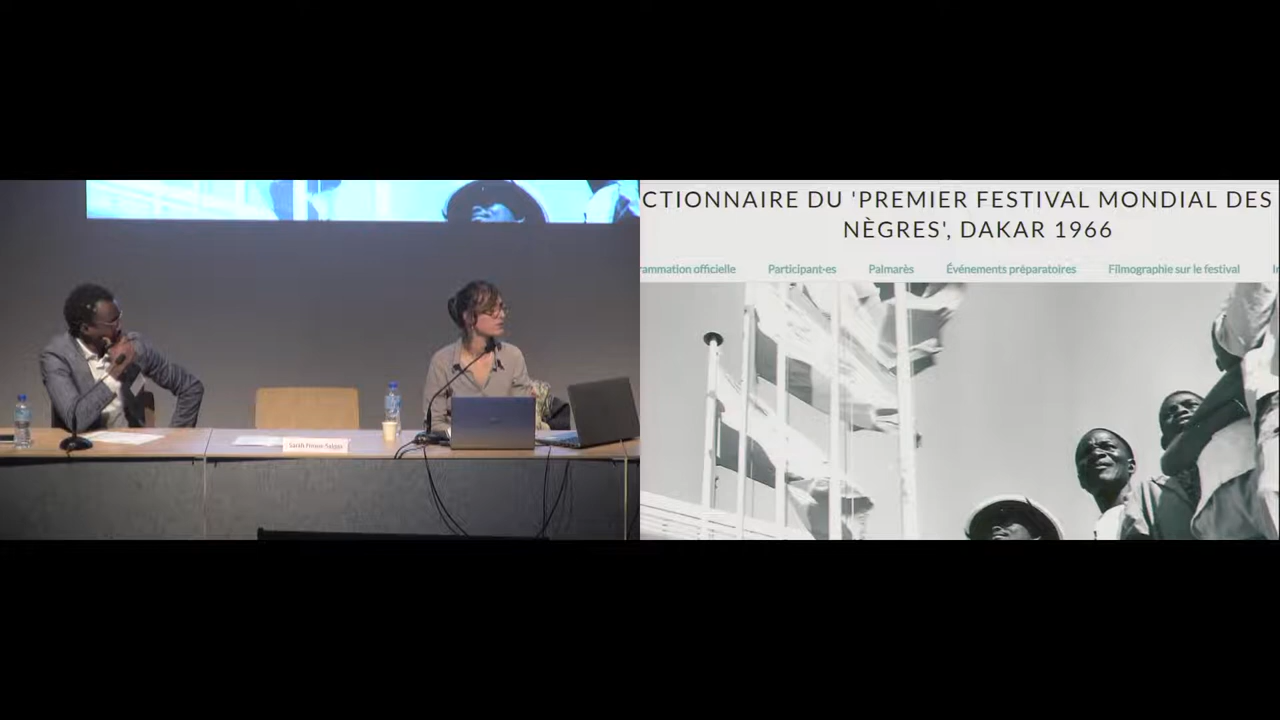 CTIONNAIRE DU 'PREMIER FESTIVAL MONDIAL DES
NÈGRES', DAKAR 1966
rammation officielle Participant·es Palmarès Événements préparatoires Filmographie sur le festival
Sarah